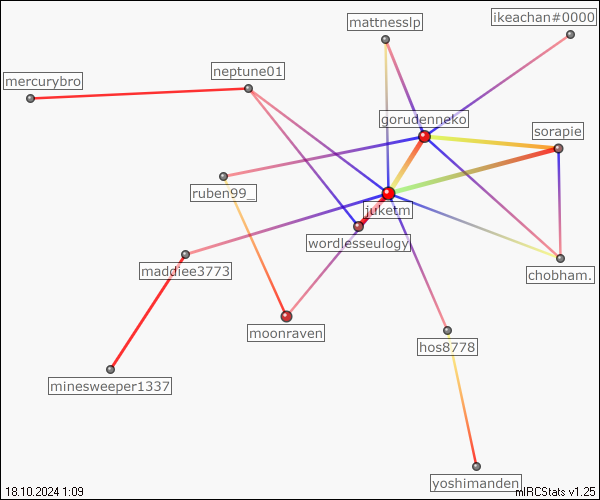 mattnesslp
ikeachan#0000
neptune01
mercurybro
gorudenneko
sorapie
ruben99_
juketm
wordlesseulogy
maddiee3773
chobham.
moonraven
hos8778
minesweeper1337
yoshimanden
18.10.2024 1:09
mIRCStats v1.25